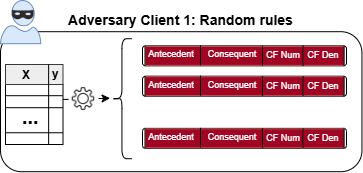 Adversary Client 1: Random rules
X y
...
Antecedent Consequent CF Num CF Den
Antecedent Consequent CF Num CF Den
Antecedent Consequent CF Num CF Den